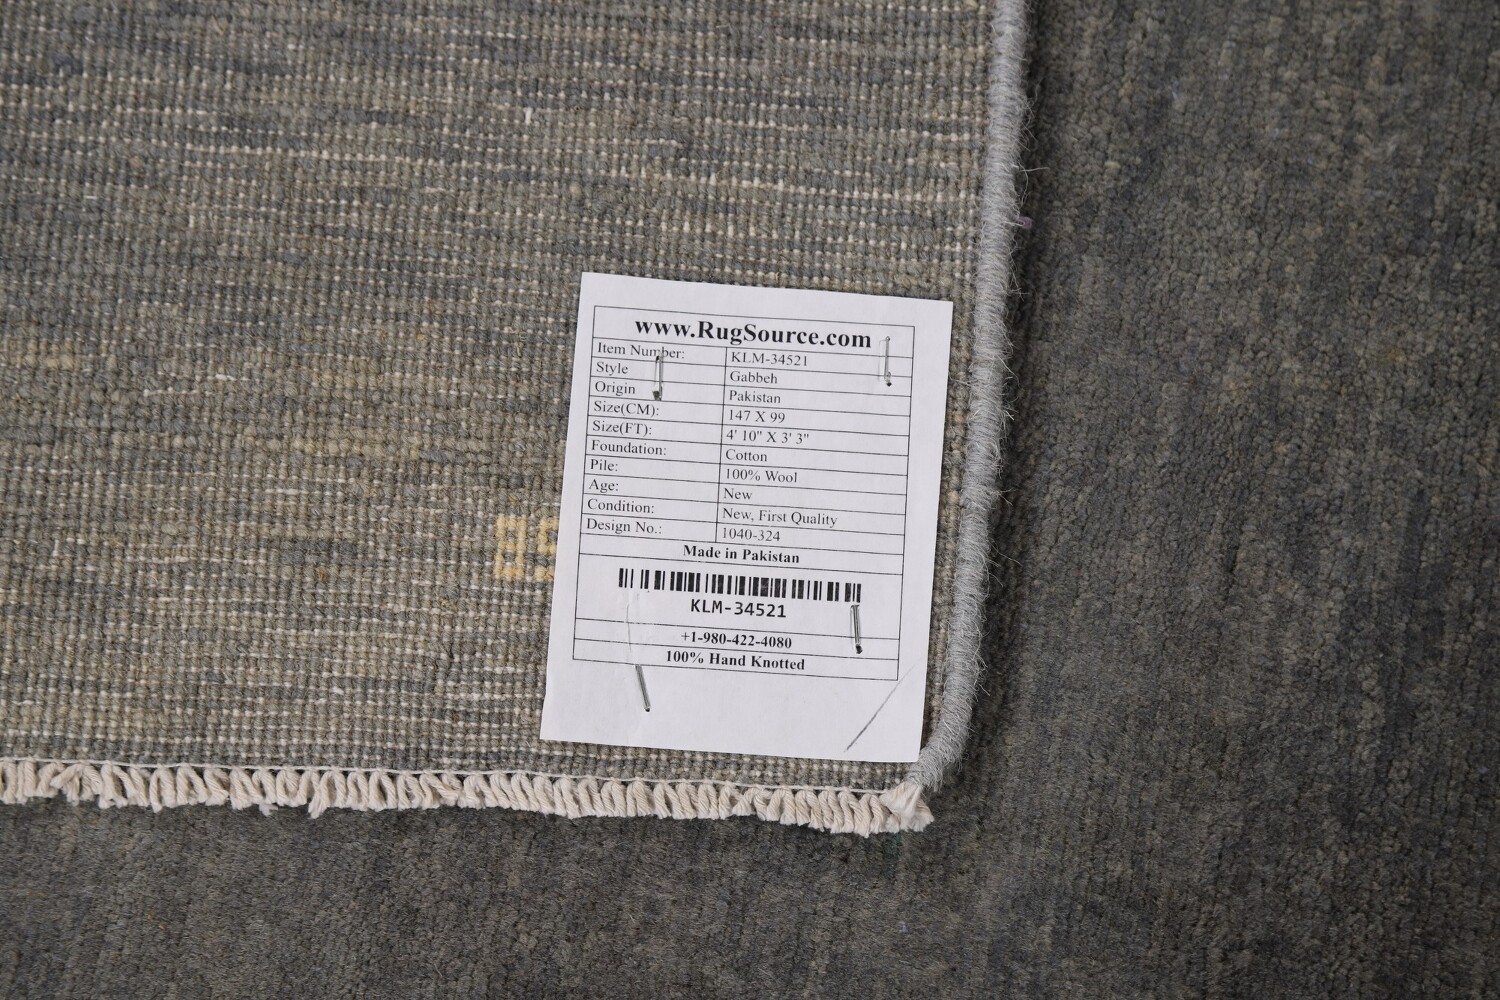 www.RugSource.com
Item Number: KLM-34521
Style Gabbeh
Origin Pakistan
Size(CM): 147 X 99
Size(FT): 4' 10" X 3' 3"
Foundation: Cotton
Pile: 100% Wool
Age: New
Condition: New, First Quality
Design No.: 1040-324
Made in Pakistan
KLM-34521
+1-980-422-4080
100% Hand Knotted